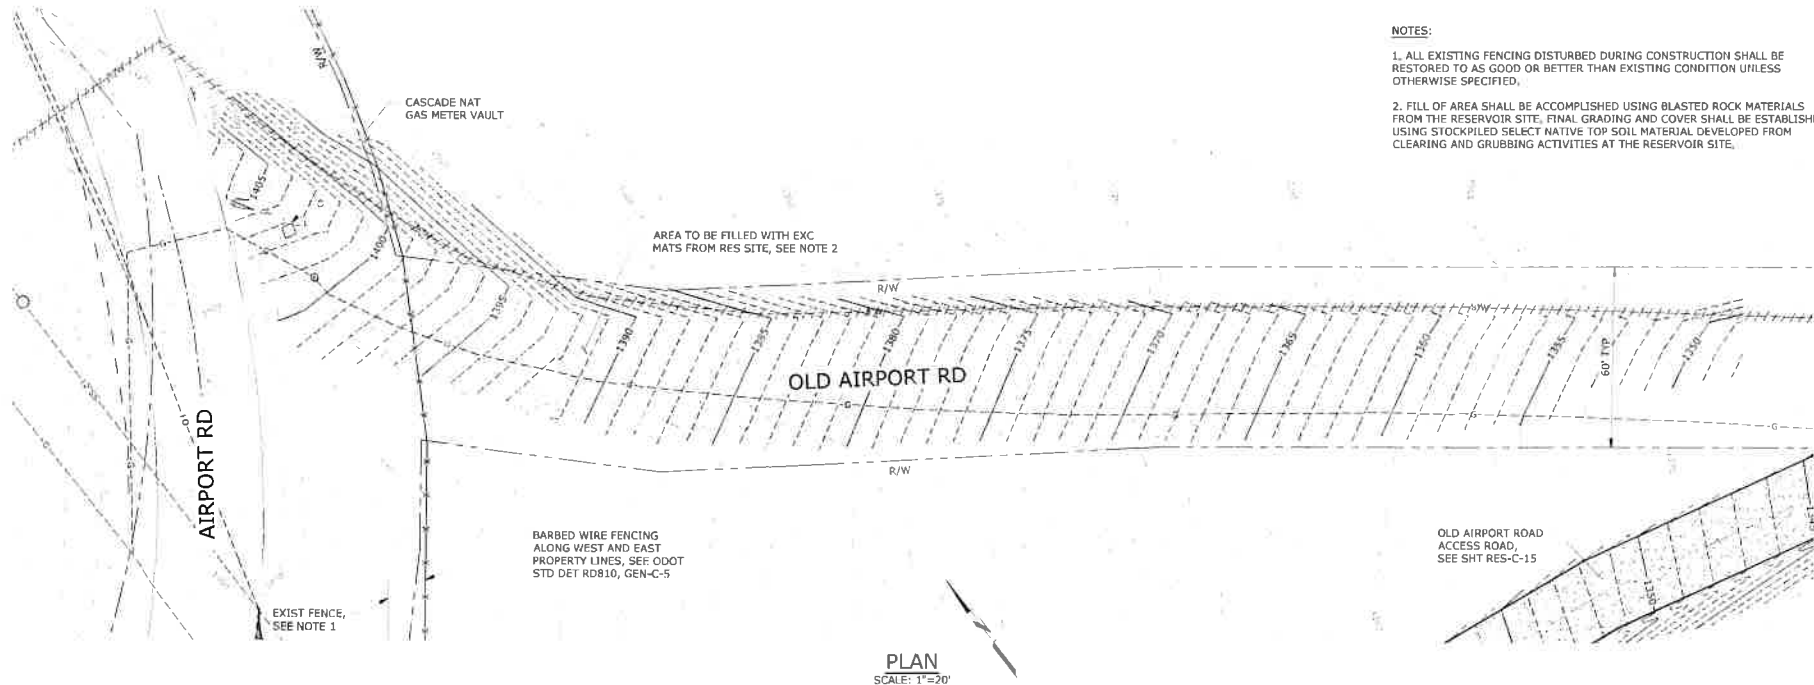 NOTES:
1. ALL EXISTING FENCING DISTURBED DURING CONSTRUCTION SHALL BE
RESTORED TO AS GOOD OR BETTER THAN EXISTING CONDITION UNLESS
OTHERWISE SPECIFIED.
2. FILL OF AREA SHALL BE ACCOMPLISHED USING BLASTED ROCK MATERIALS
FROM THE RESERVOIR SITE. FINAL GRADING AND COVER SHALL BE ESTABLISH
USING STOCKPILED SELECT NATIVE TOP SOIL MATERIAL DEVELOPED FROM
CLEARING AND GRUBBING ACTIVITIES AT THE RESERVOIR SITE.
R/W
CASCADE NAT
GAS METER VAULT
1405
1400
1395
AREA TO BE FILLED WITH EXC
MATS FROM RES SITE, SEE NOTE 2
R/W
1390
1385
1380
1375
1370
1365
1360
1355
1350
60' TYP
OLD AIRPORT RD
G
G
G
G
G
G
G
G
AIRPORT RD
R/W
BARBED WIRE FENCING
ALONG WEST AND EAST
PROPERTY LINES, SEE ODOT
STD DET RD810, GEN-C-5
OLD AIRPORT ROAD
ACCESS ROAD,
SEE SHT RES-C-15
1350
EXIST FENCE,
SEE NOTE 1
PLAN
SCALE: 1"=20'